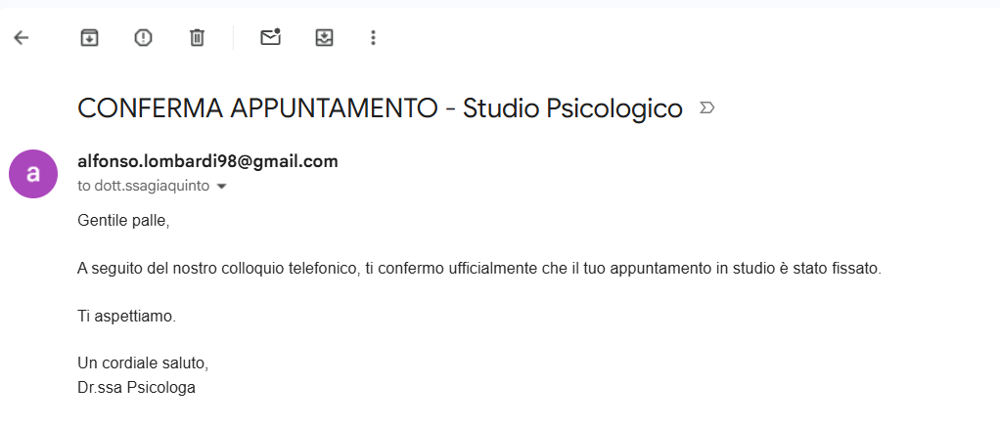 CONFERMA APPUNTAMENTO - Studio Psicologico
a
alfonso.lombardi98@gmail.com
to dott.ssagiaquinto
Gentile palle,
A seguito del nostro colloquio telefonico, ti confermo ufficialmente che il tuo appuntamento in studio è stato fissato.
Ti aspettiamo.
Un cordiale saluto,
Dr.ssa Psicologa